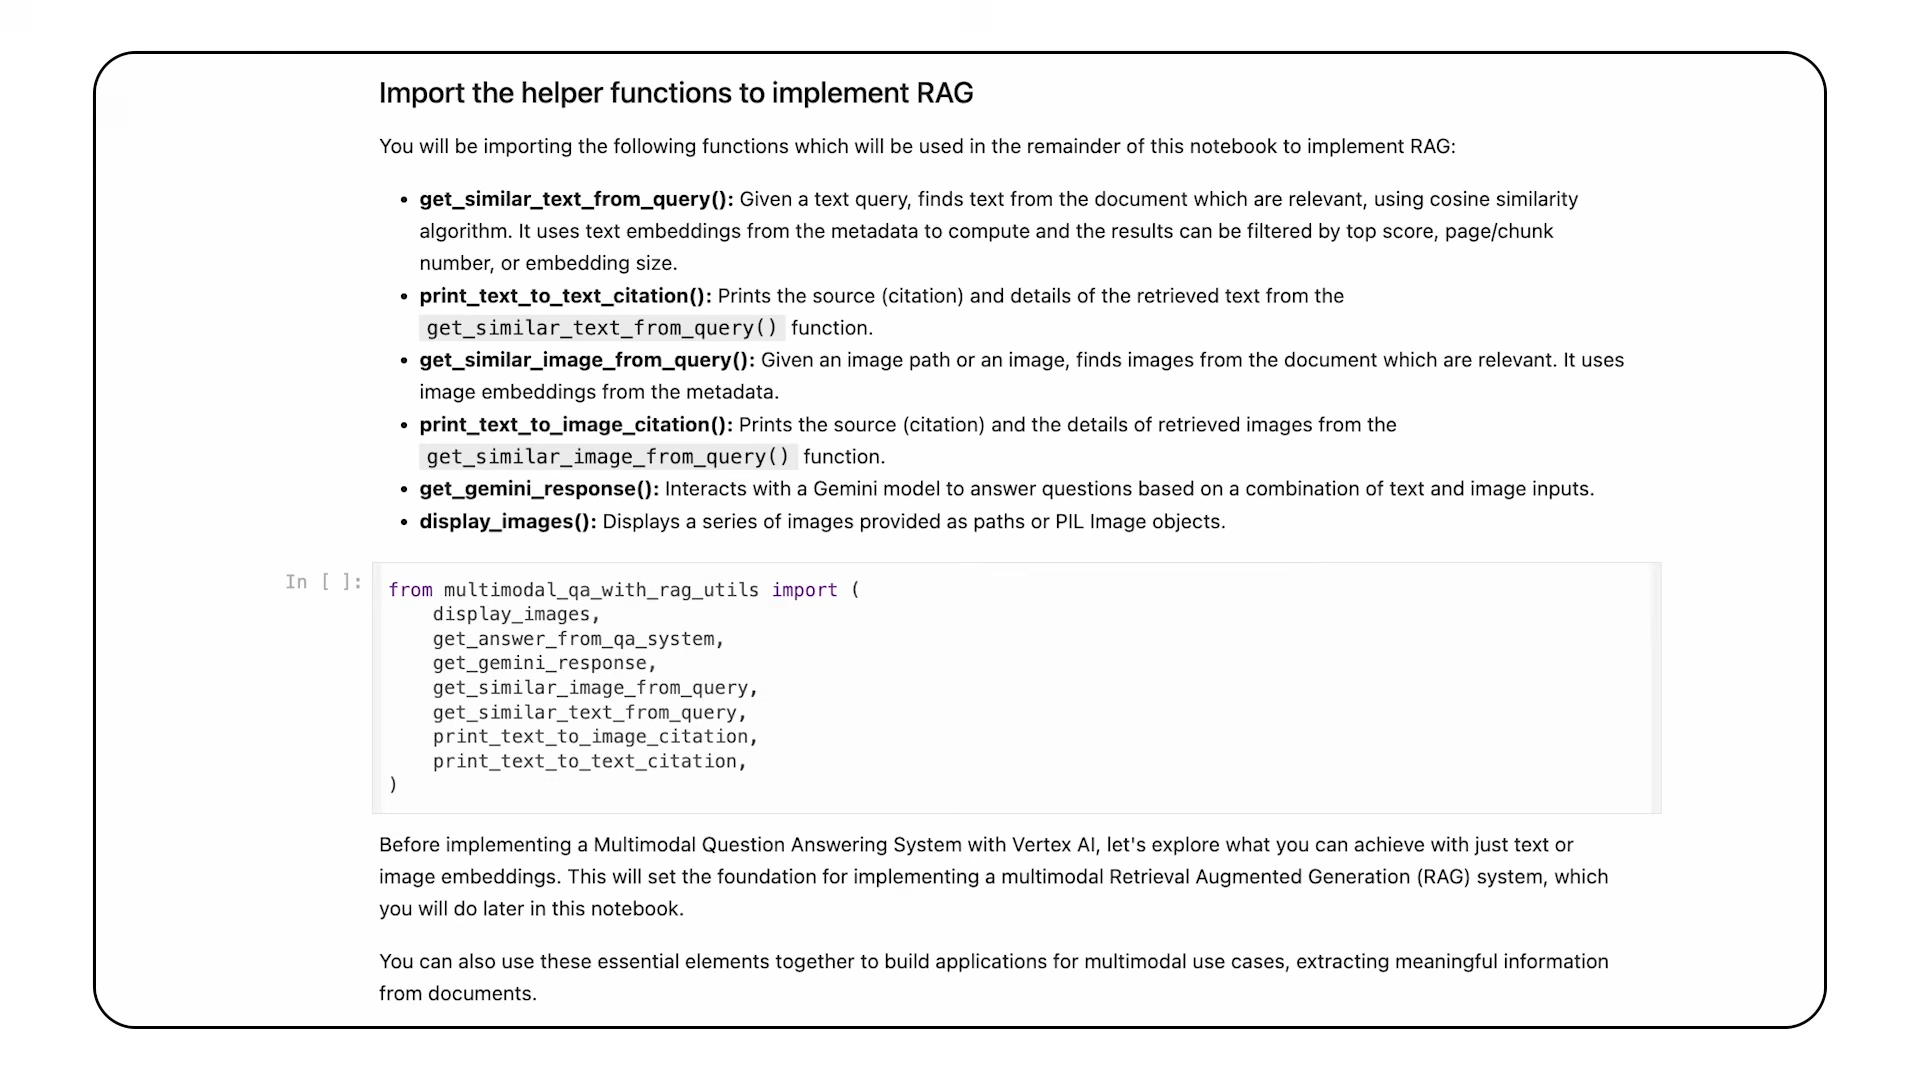 Import the helper functions to implement RAG
You will be importing the following functions which will be used in the remainder of this notebook to implement RAG:
• get_similar_text_from_query(): Given a text query, finds text from the document which are relevant, using cosine similarity
algorithm. It uses text embeddings from the metadata to compute and the results can be filtered by top score, page/chunk
number, or embedding size.
• print_text_to_text_citation(): Prints the source (citation) and details of the retrieved text from the
get_similar_text_from_query() function.
• get_similar_image_from_query(): Given an image path or an image, finds images from the document which are relevant. It uses
image embeddings from the metadata.
• print_text_to_image_citation(): Prints the source (citation) and the details of retrieved images from the
get_similar_image_from_query() function.
• get_gemini_response(): Interacts with a Gemini model to answer questions based on a combination of text and image inputs.
• display_images(): Displays a series of images provided as paths or PIL Image objects.
In [ ]: from multimodal_qa_with_rag_utils import (
    display_images,
    get_answer_from_qa_system,
    get_gemini_response,
    get_similar_image_from_query,
    get_similar_text_from_query,
    print_text_to_image_citation,
    print_text_to_text_citation,
)
Before implementing a Multimodal Question Answering System with Vertex AI, let's explore what you can achieve with just text or
image embeddings. This will set the foundation for implementing a multimodal Retrieval Augmented Generation (RAG) system, which
you will do later in this notebook.
You can also use these essential elements together to build applications for multimodal use cases, extracting meaningful information
from documents.